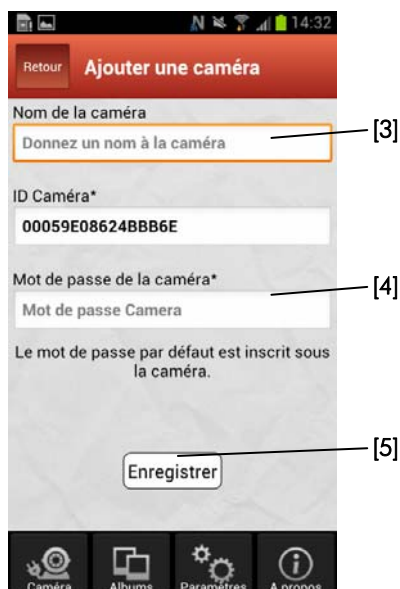 14:32
Retour Ajouter une caméra
Nom de la caméra
[3]
Donnez un nom à la caméra
ID Caméra*
00059E08624BBB6E
Mot de passe de la caméra*
[4]
Mot de passe Camera
Le mot de passe par défaut est inscrit sous
la caméra.
[5]
Enregistrer
Caméra Albums Paramètres A propos